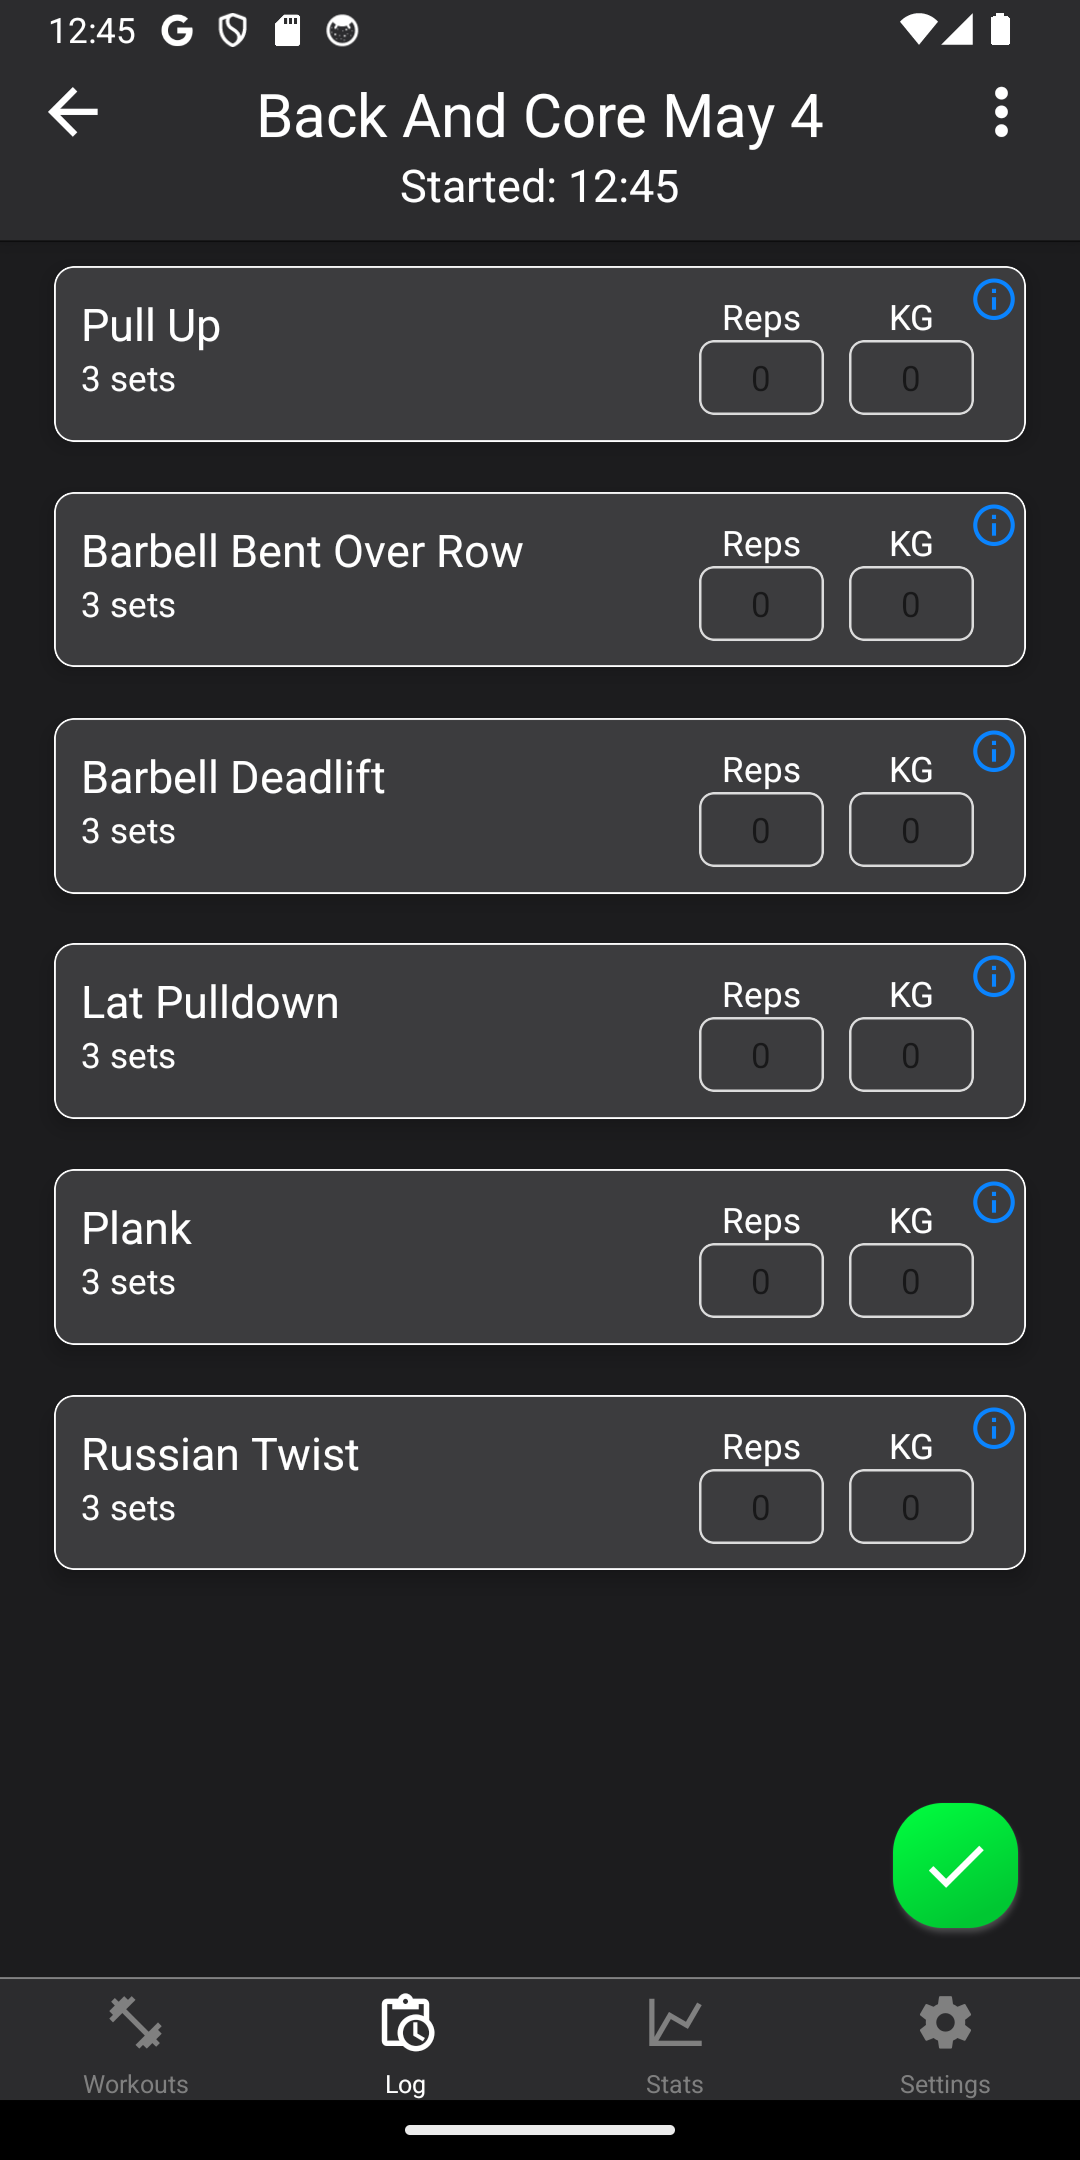 12:45
Back And Core May 4
Started: 12:45
Pull Up
3 sets
Reps
KG
0
0
Barbell Bent Over Row
3 sets
Reps
KG
0
0
Barbell Deadlift
3 sets
Reps
KG
0
0
Lat Pulldown
3 sets
Reps
KG
0
0
Plank
3 sets
Reps
KG
0
0
Russian Twist
3 sets
Reps
KG
0
0
Workouts
Log
Stats
Settings